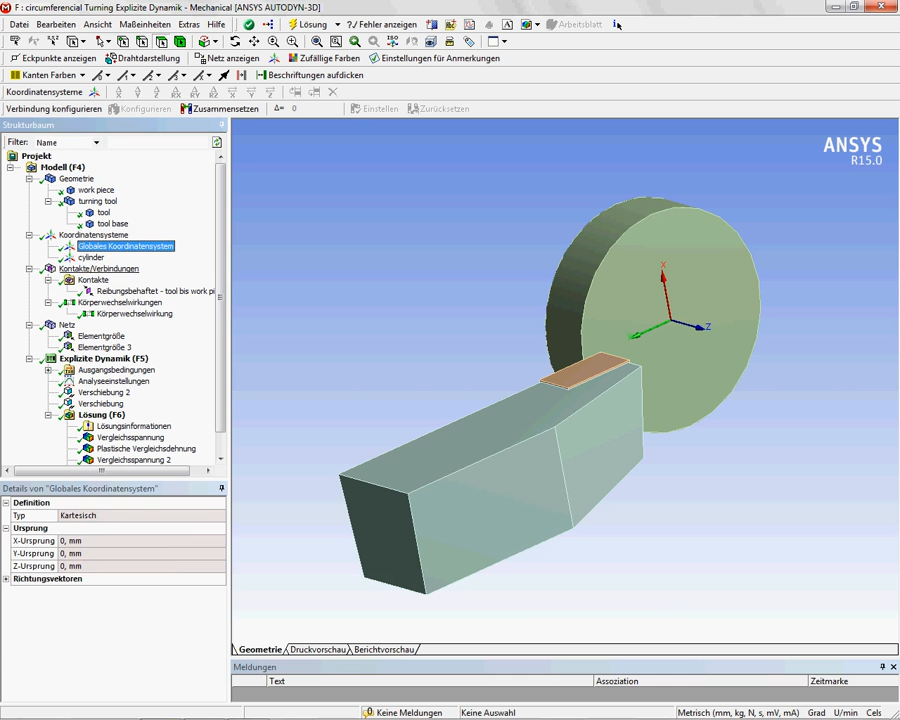 F : circumferencial Turning Explizite Dynamik - Mechanical [ANSYS AUTODYN-3D]
Datei Bearbeiten Ansicht Maßeinheiten Extras Hilfe Lösung ?/ Fehler anzeigen A Arbeitsblatt
Eckpunkte anzeigen Drahtdarstellung Netz anzeigen Zufällige Farben Einstellungen für Anmerkungen
Kanten Farben Beschriftungen aufdicken
Koordinatensysteme X Y Z RX RY RZ X Y Z
Verbindung konfigurieren Konfigurieren Zusammensetzen Δ= 0 Einstellen Zurücksetzen
Strukturbaum
Filter: Name
Projekt
Modell (F4)
Geometrie
work piece
turning tool
tool
tool base
Koordinatensysteme
Globales Koordinatensystem
cylinder
Kontakte/Verbindungen
Kontakte
Reibungsbehaftet - tool bis work pi
Körperwechselwirkungen
Körperwechselwirkung
Netz
Elementgröße
Elementgröße 3
Explizite Dynamik (F5)
Ausgangsbedingungen
Analyseeinstellungen
Verschiebung 2
Verschiebung
Lösung (F6)
Lösungsinformationen
Vergleichsspannung
Plastische Vergleichsdehnung
Vergleichsspannung 2
Details von "Globales Koordinatensystem"
Definition
Typ Kartesisch
Ursprung
X-Ursprung 0, mm
Y-Ursprung 0, mm
Z-Ursprung 0, mm
Richtungsvektoren
ANSYS
R15.0
X
Z
Geometrie Druckvorschau Berichtvorschau
Meldungen
Text Assoziation Zeitmarke
Keine Meldungen Keine Auswahl Metrisch (mm, kg, N, s, mV, mA) Grad U/min Cels